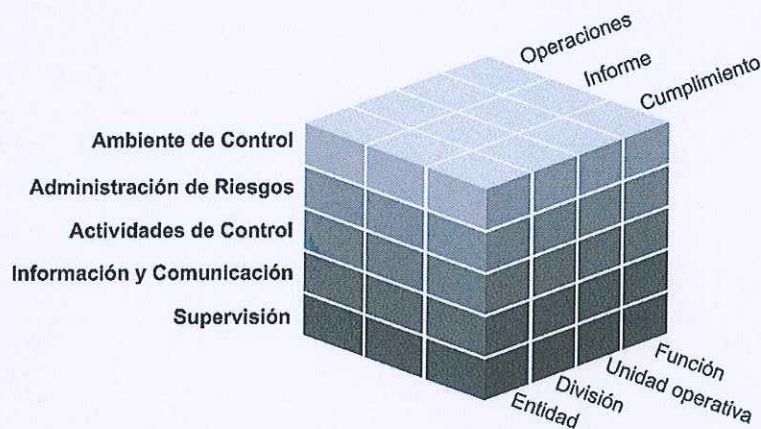 Operaciones
Informe
Cumplimiento
Ambiente de Control
Administración de Riesgos
Actividades de Control
Información y Comunicación
Supervisión
Función
Unidad operativa
División
Entidad